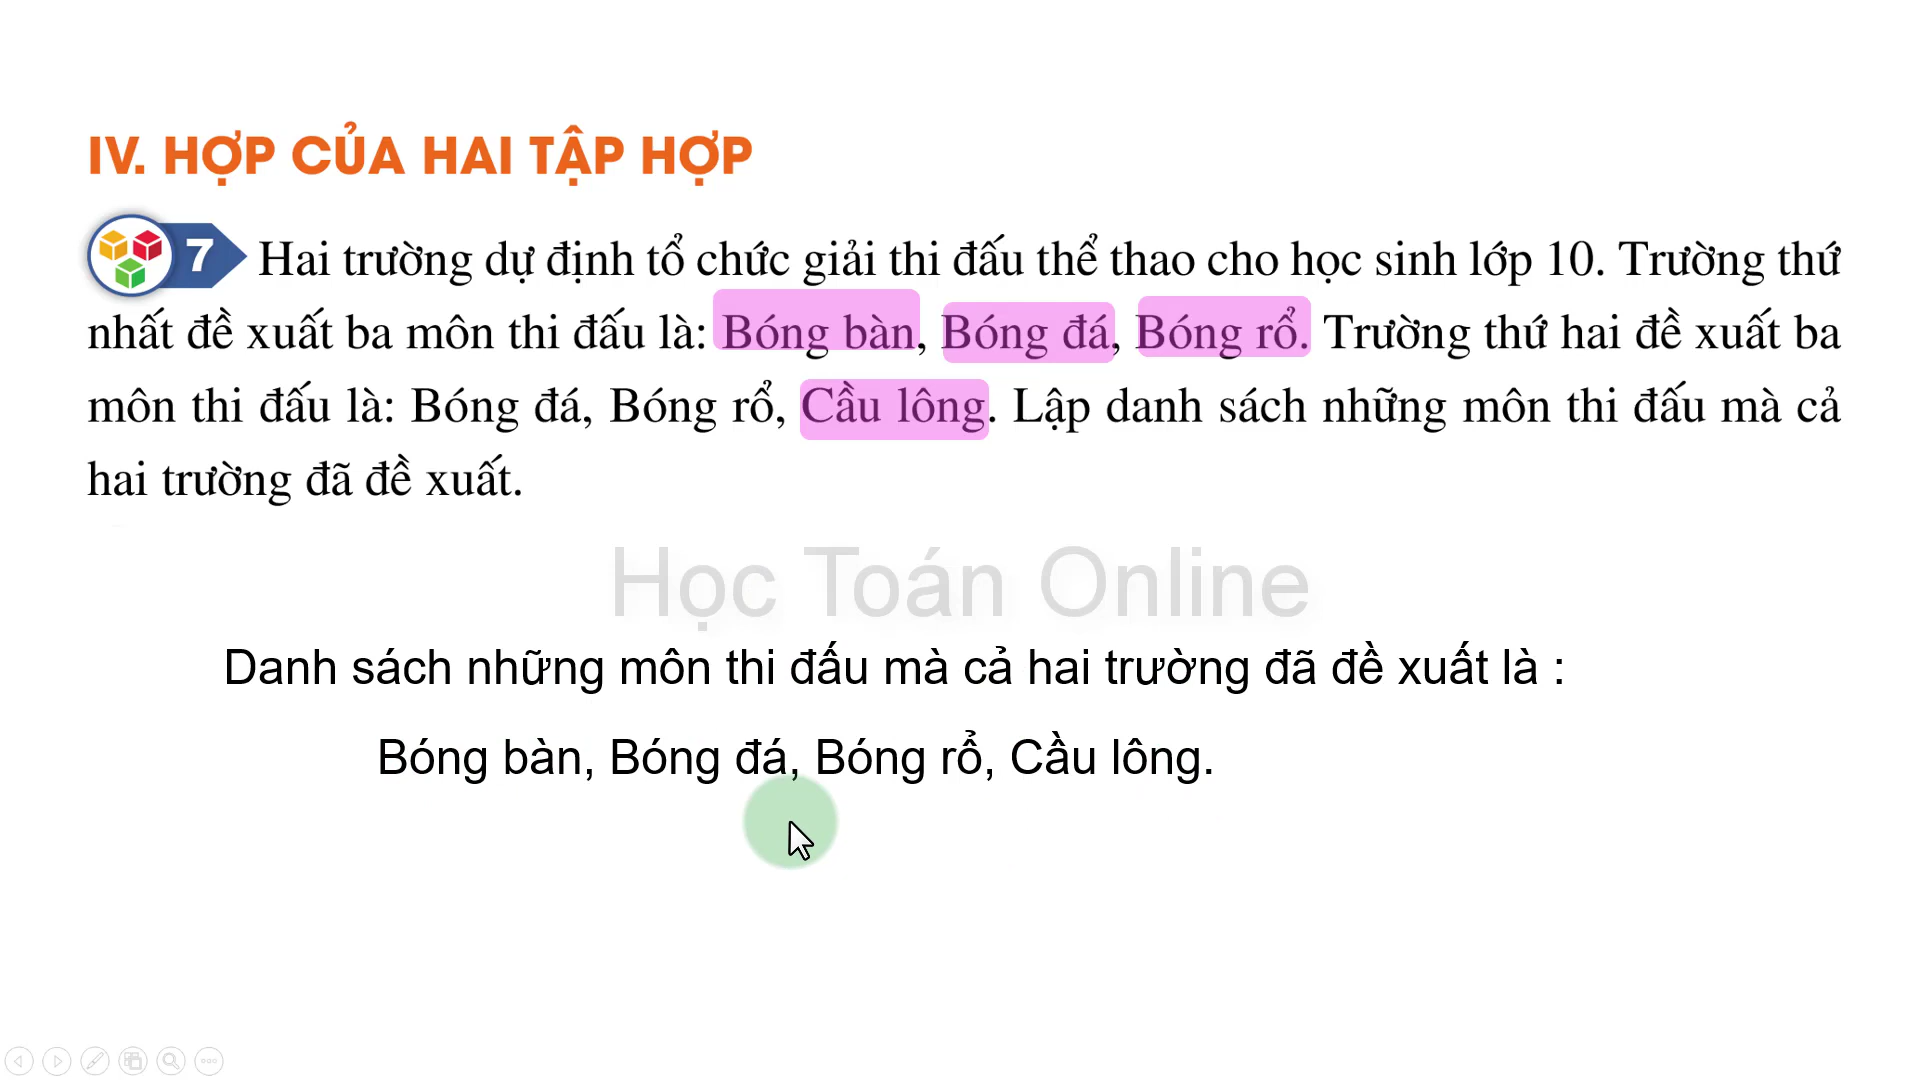 IV. HỢP CỦA HAI TẬP HỢP
7 Hai trường dự định tổ chức giải thi đấu thể thao cho học sinh lớp 10. Trường thứ
nhất đề xuất ba môn thi đấu là: Bóng bàn, Bóng đá, Bóng rổ. Trường thứ hai đề xuất ba
môn thi đấu là: Bóng đá, Bóng rổ, Cầu lông. Lập danh sách những môn thi đấu mà cả
hai trường đã đề xuất.
Học Toán Online
Danh sách những môn thi đấu mà cả hai trường đã đề xuất là :
Bóng bàn, Bóng đá, Bóng rổ, Cầu lông.